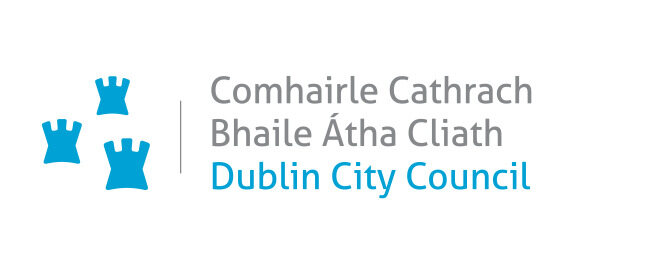 Comhairle Cathrach
Bhaile Átha Cliath
Dublin City Council